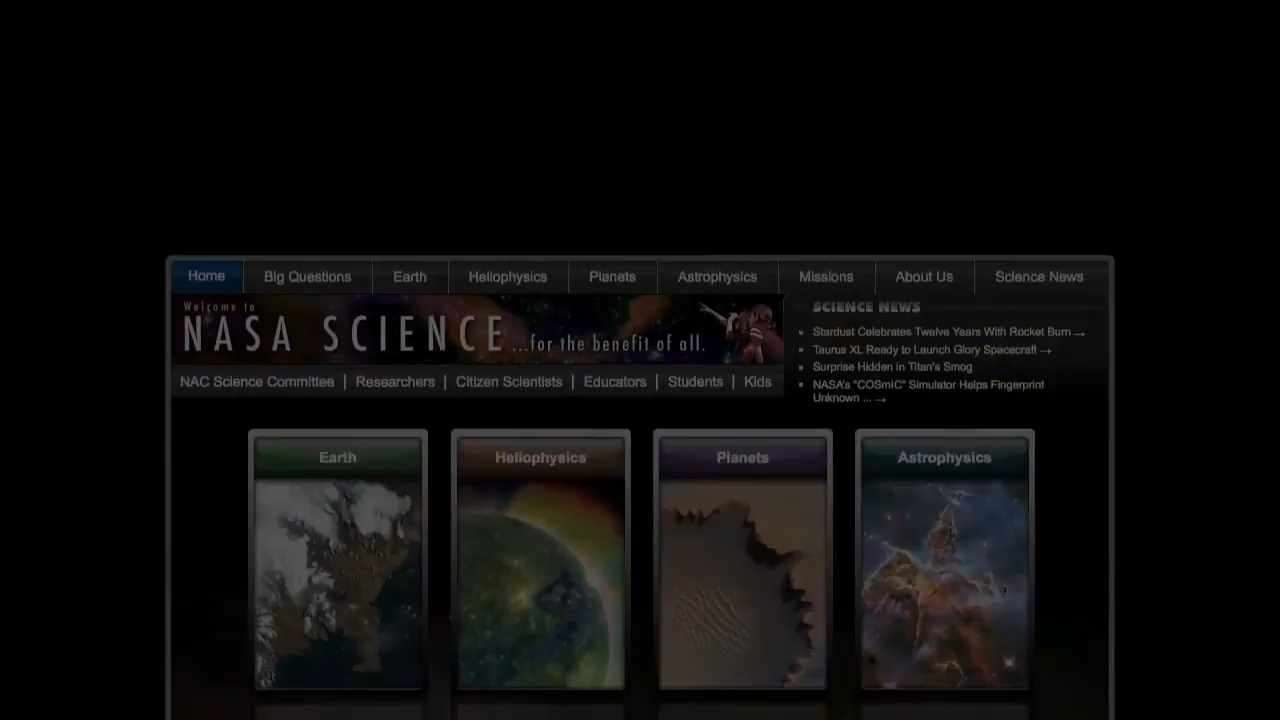 Home Big Questions Earth Heliophysics Planets Astrophysics Missions About Us Science News
Welcome to
NASA SCIENCE ...for the benefit of all.
NAC Science Committee | Researchers | Citizen Scientists | Educators | Students | Kids
SCIENCE NEWS
Stardust Celebrates Twelve Years With Rocket Burn →
Taurus XL Ready to Launch Glory Spacecraft →
Surprise Hidden in Titan's Smog
NASA's "COSmIC" Simulator Helps Fingerprint
Unknown ... →
Earth Heliophysics Planets Astrophysics